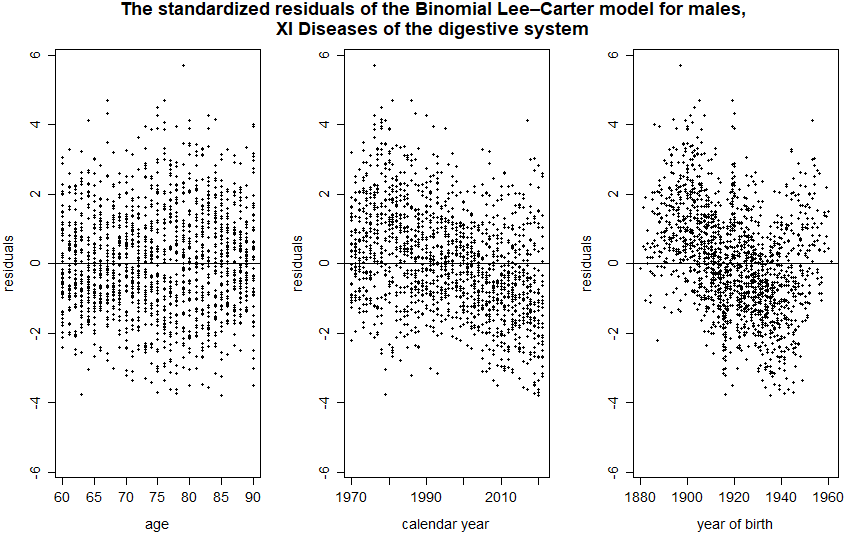 The standardized residuals of the Binomial Lee–Carter model for males,
XI Diseases of the digestive system
6
4
2
0
-2
-4
-6
residuals
60 65 70 75 80 85 90
age
6
4
2
0
-2
-4
-6
residuals
1970 1990 2010
calendar year
6
4
2
0
-2
-4
-6
residuals
1880 1900 1920 1940 1960
year of birth